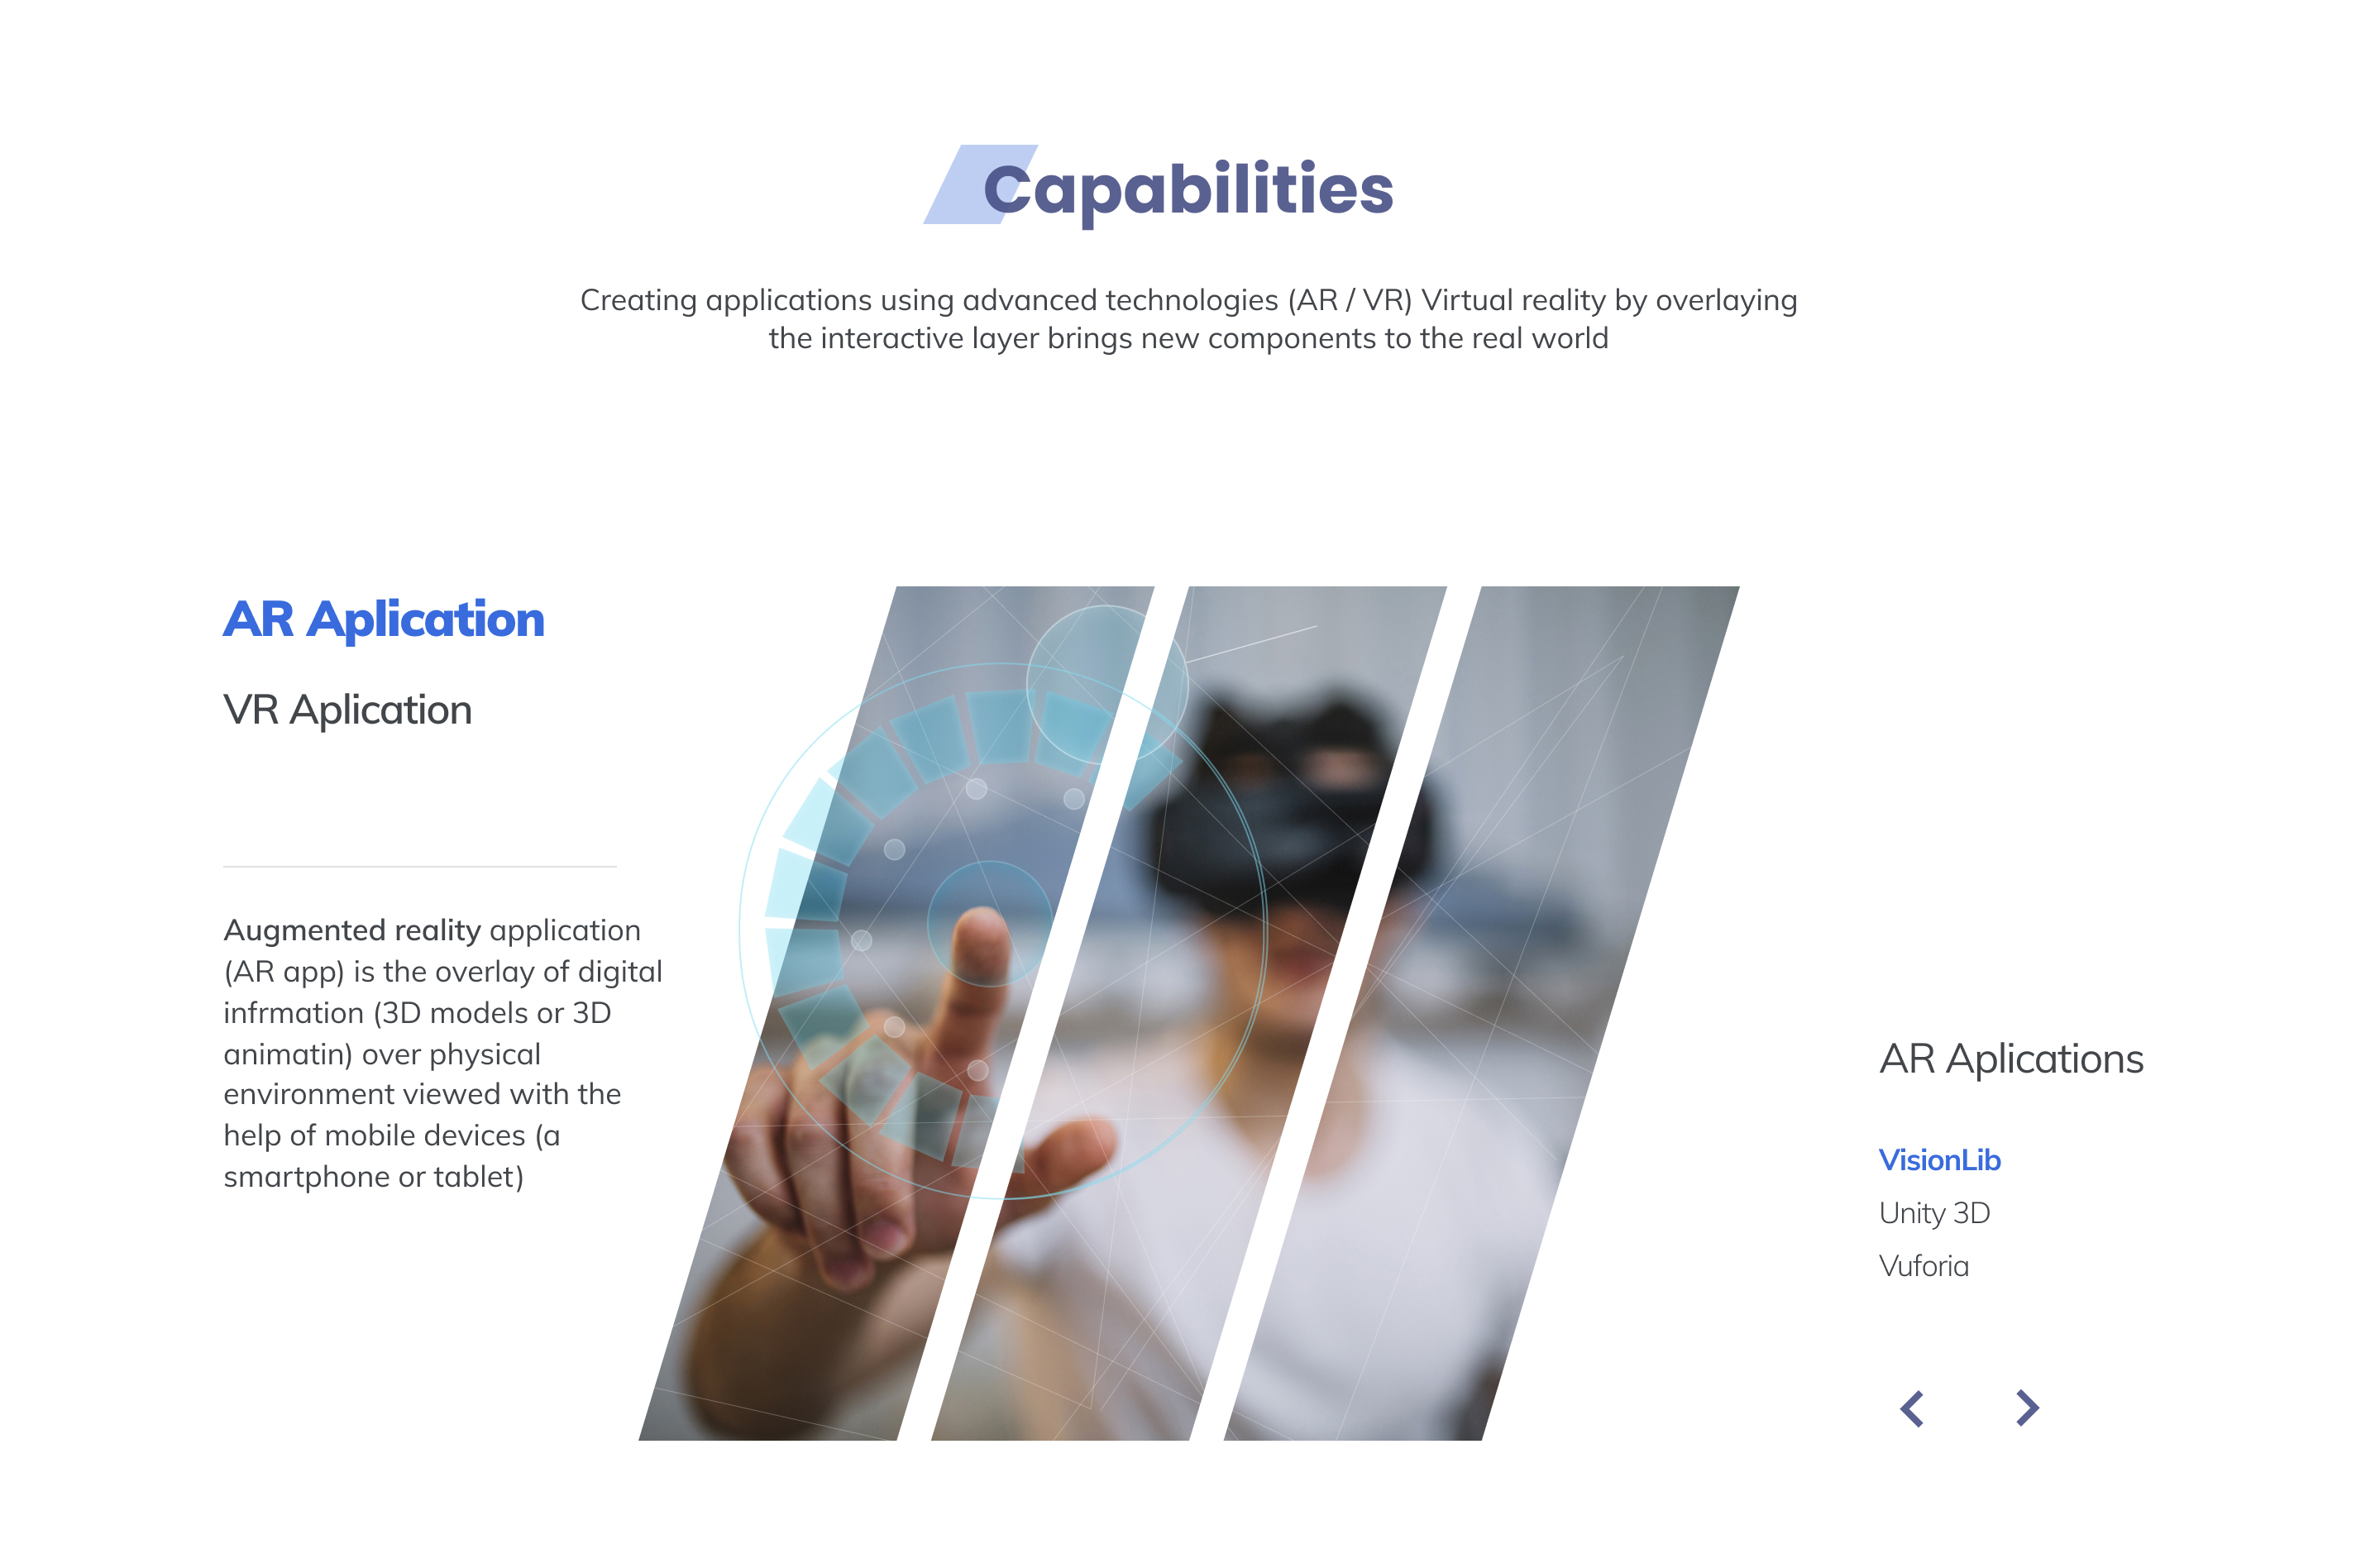 Capabilities
Creating applications using advanced technologies (AR / VR) Virtual reality by overlaying
the interactive layer brings new components to the real world
AR Aplication
VR Aplication
Augmented reality application
(AR app) is the overlay of digital
infrmation (3D models or 3D
animatin) over physical
environment viewed with the
help of mobile devices (a
smartphone or tablet)
AR Aplications
VisionLib
Unity 3D
Vuforia